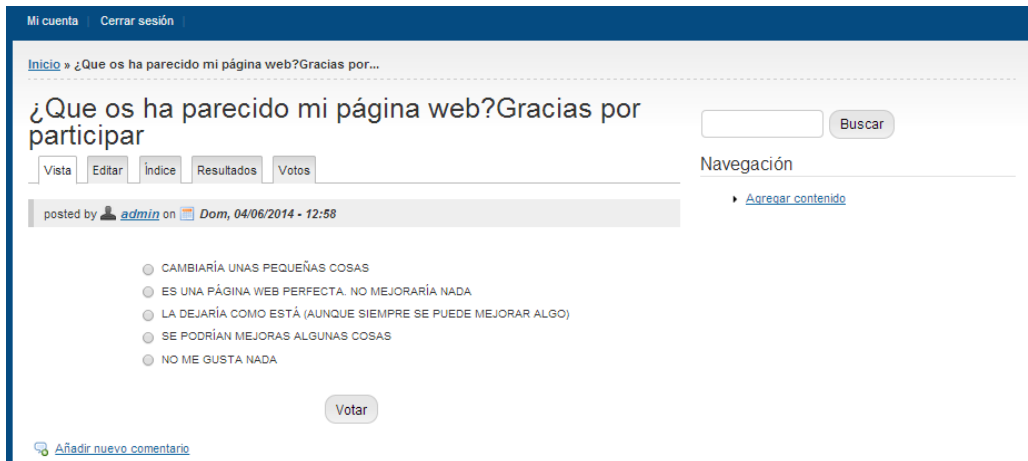 Mi cuenta Cerrar sesión
Inicio » ¿Que os ha parecido mi página web?Gracias por...
¿Que os ha parecido mi página web?Gracias por
participar
Vista Editar Índice Resultados Votos
posted by admin on Dom, 04/06/2014 - 12:58
CAMBIARÍA UNAS PEQUEÑAS COSAS
ES UNA PÁGINA WEB PERFECTA. NO MEJORARÍA NADA
LA DEJARÍA COMO ESTÁ (AUNQUE SIEMPRE SE PUEDE MEJORAR ALGO)
SE PODRÍAN MEJORAS ALGUNAS COSAS
NO ME GUSTA NADA
Votar
Añadir nuevo comentario
Buscar
Navegación
Agregar contenido